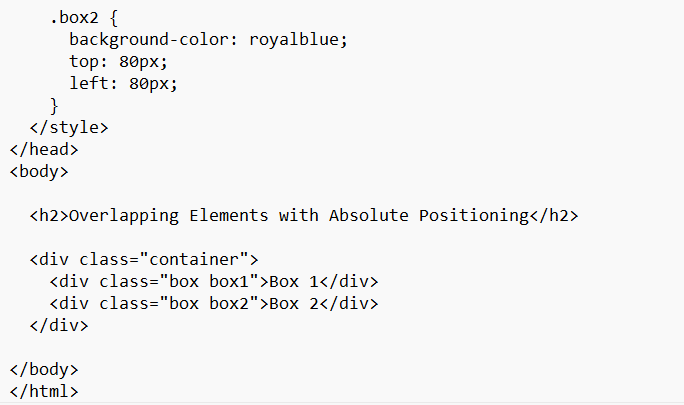 .box2 {
      background-color: royalblue;
      top: 80px;
      left: 80px;
    }
  </style>
</head>
<body>

  <h2>Overlapping Elements with Absolute Positioning</h2>

  <div class="container">
    <div class="box box1">Box 1</div>
    <div class="box box2">Box 2</div>
  </div>

</body>
</html>